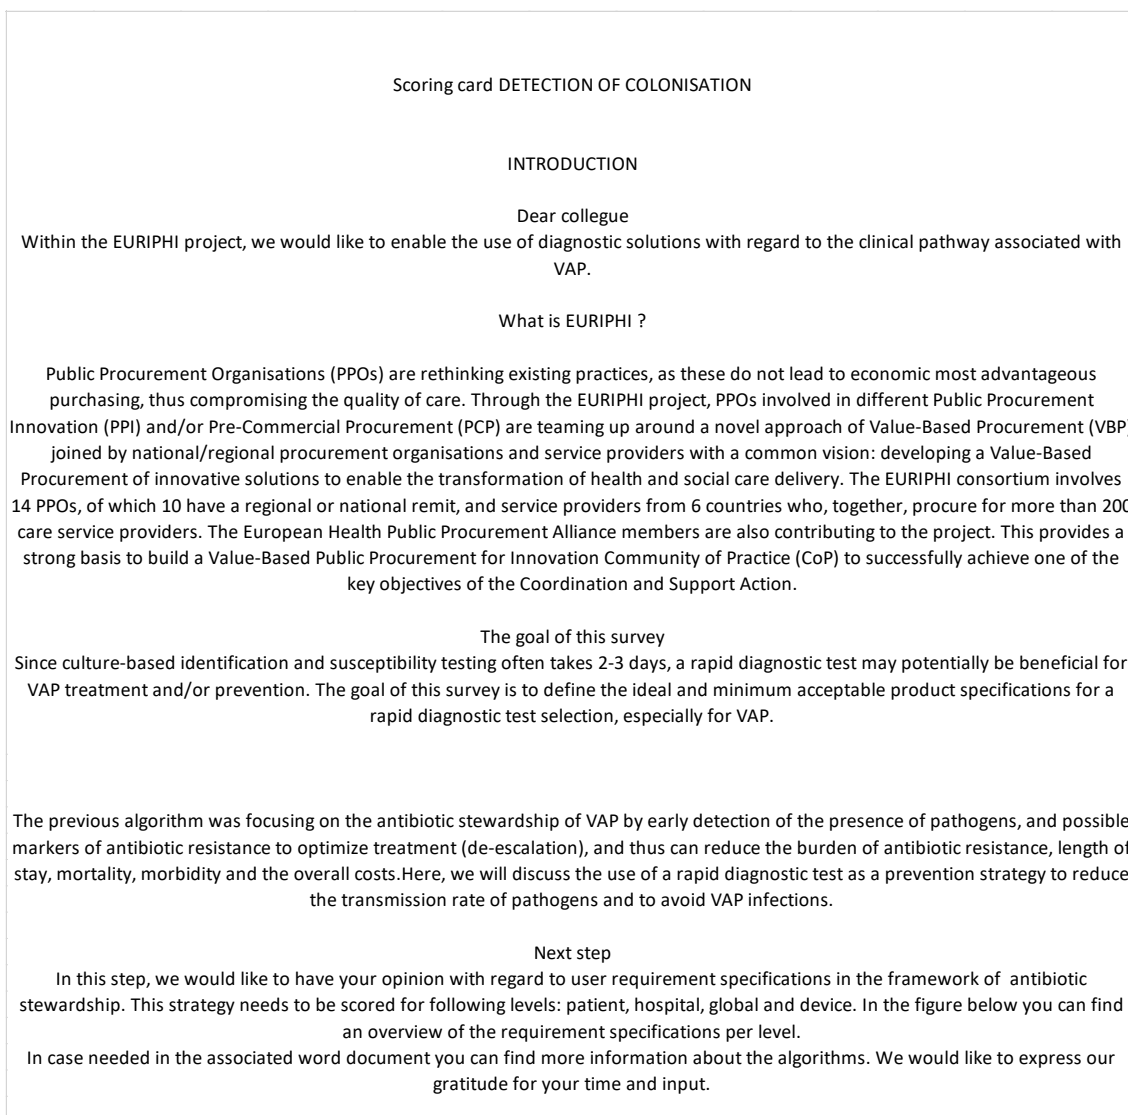 Scoring card DETECTION OF COLONISATION
INTRODUCTION
Dear collegue
Within the EURIPHI project, we would like to enable the use of diagnostic solutions with regard to the clinical pathway associated with
VAP.
What is EURIPHI ?
Public Procurement Organisations (PPOs) are rethinking existing practices, as these do not lead to economic most advantageous
purchasing, thus compromising the quality of care. Through the EURIPHI project, PPOs involved in different Public Procurement
Innovation (PPI) and/or Pre-Commercial Procurement (PCP) are teaming up around a novel approach of Value-Based Procurement (VBP)
joined by national/regional procurement organisations and service providers with a common vision: developing a Value-Based
Procurement of innovative solutions to enable the transformation of health and social care delivery. The EURIPHI consortium involves
14 PPOs, of which 10 have a regional or national remit, and service providers from 6 countries who, together, procure for more than 200
care service providers. The European Health Public Procurement Alliance members are also contributing to the project. This provides a
strong basis to build a Value-Based Public Procurement for Innovation Community of Practice (CoP) to successfully achieve one of the
key objectives of the Coordination and Support Action.
The goal of this survey
Since culture-based identification and susceptibility testing often takes 2-3 days, a rapid diagnostic test may potentially be beneficial for
VAP treatment and/or prevention. The goal of this survey is to define the ideal and minimum acceptable product specifications for a
rapid diagnostic test selection, especially for VAP.
The previous algorithm was focusing on the antibiotic stewardship of VAP by early detection of the presence of pathogens, and possible
markers of antibiotic resistance to optimize treatment (de-escalation), and thus can reduce the burden of antibiotic resistance, length of
stay, mortality, morbidity and the overall costs.Here, we will discuss the use of a rapid diagnostic test as a prevention strategy to reduce
the transmission rate of pathogens and to avoid VAP infections.
Next step
In this step, we would like to have your opinion with regard to user requirement specifications in the framework of  antibiotic
stewardship. This strategy needs to be scored for following levels: patient, hospital, global and device. In the figure below you can find
an overview of the requirement specifications per level.
In case needed in the associated word document you can find more information about the algorithms. We would like to express our
gratitude for your time and input.